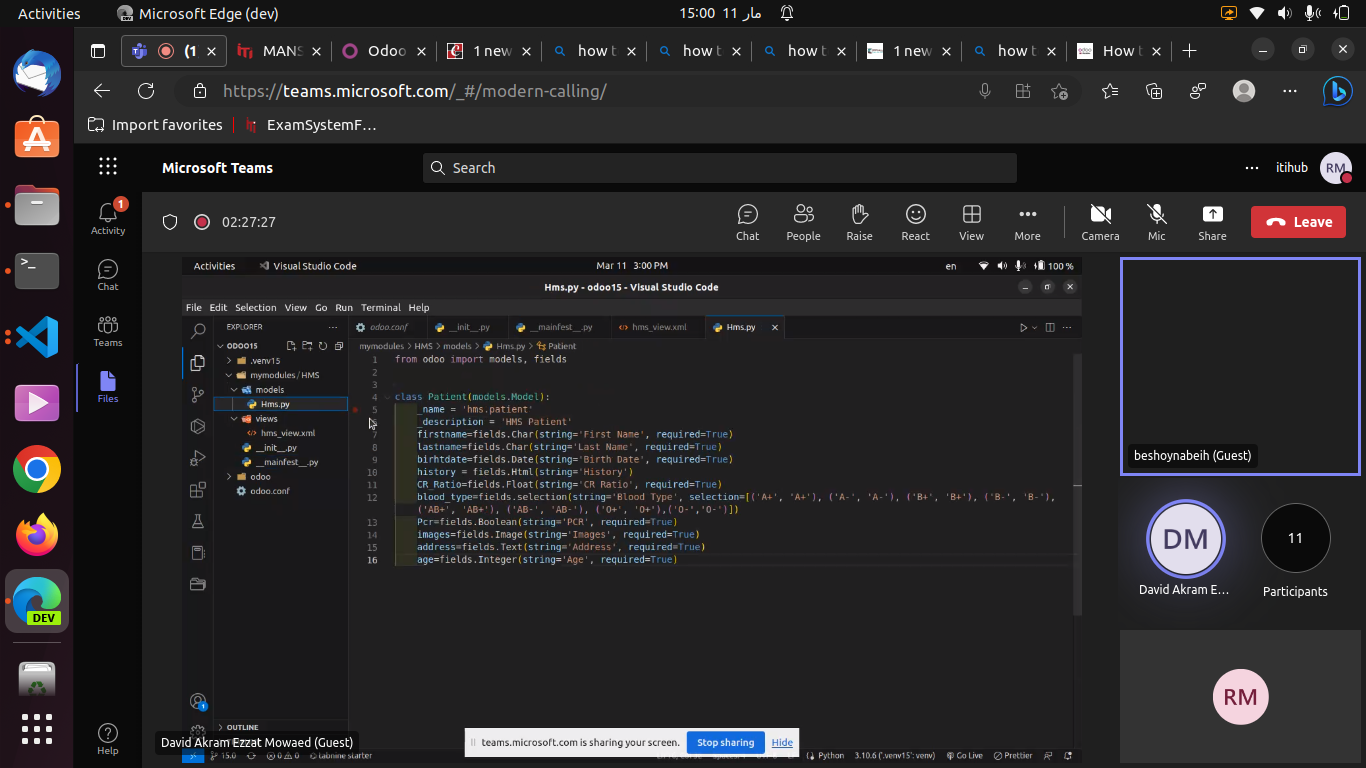 Activities
Microsoft Edge (dev)
15:00 11 مار
(1
MANS
Odoo
1 new
how t
how t
how t
1 new
how t
How t
https://teams.microsoft.com/_#/modern-calling/
Import favorites
ExamSystemF...
Microsoft Teams
Search
itihub
RM
1
Activity
Chat
Teams
Files
Help
02:27:27
Chat
People
Raise
React
View
More
Camera
Mic
Share
Leave
Activities
Visual Studio Code
Mar 11 3:00 PM
en
100 %
Hms.py - odoo15 - Visual Studio Code
File Edit Selection View Go Run Terminal Help
EXPLORER
odoo.conf
__init__.py
__mainfest__.py
hms_view.xml
Hms.py
ODOO15
.venv15
mymodules / HMS
models
Hms.py
views
hms_view.xml
__init__.py
__mainfest__.py
odoo
odoo.conf
mymodules > HMS > models > Hms.py > Patient
1 from odoo import models, fields
2
3
4 class Patient(models.Model):
5 _name = 'hms.patient'
_description = 'HMS Patient'
7 firstname=fields.Char(string='First Name', required=True)
8 lastname=fields.Char(string='Last Name', required=True)
9 birhtdate=fields.Date(string='Birth Date', required=True)
10 history = fields.Html(string='History')
11 CR_Ratio=fields.Float(string='CR Ratio', required=True)
12 blood_type=fields.selection(string='Blood Type', selection=[('A+', 'A+'), ('A-', 'A-'), ('B+', 'B+'), ('B-', 'B-'),
('AB+', 'AB+'), ('AB-', 'AB-'), ('O+', 'O+'),('O-','O-')])
13 Pcr=fields.Boolean(string='PCR', required=True)
14 images=fields.Image(string='Images', required=True)
15 address=fields.Text(string='Address', required=True)
16 age=fields.Integer(string='Age', required=True)
OUTLINE
1
David Akram Ezzat Mowaed (Guest)
teams.microsoft.com is sharing your screen.
Stop sharing
Hide
15.0
0 0
tabnine starter
Python
3.10.6 ('.venv15': venv)
Go Live
Prettier
beshoynabeih (Guest)
DM
David Akram E...
11
Participants
RM
DEV